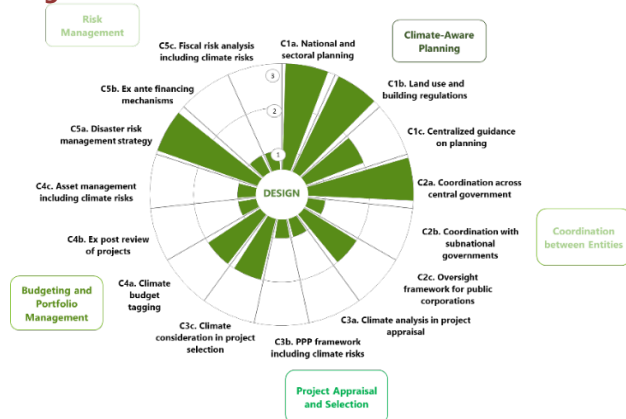 Risk
Management
Climate-Aware
Planning
C5c. Fiscal risk analysis
including climate risks
C1a. National and
sectoral planning
C5b. Ex ante financing
mechanisms
C1b. Land use and
building regulations
C5a. Disaster risk
management strategy
C1c. Centralized guidance
on planning
3
2
1
DESIGN
C4c. Asset management
including climate risks
C2a. Coordination across
central government
C4b. Ex post review
of projects
C2b. Coordination with
subnational
governments
Coordination
between Entities
Budgeting and
Portfolio
Management
C4a. Climate
budget
tagging
C2c. Oversight
framework for public
corporations
C3c. Climate
consideration in project
selection
C3b. PPP framework
including climate risks
C3a. Climate analysis in project
appraisal
Project Appraisal
and Selection